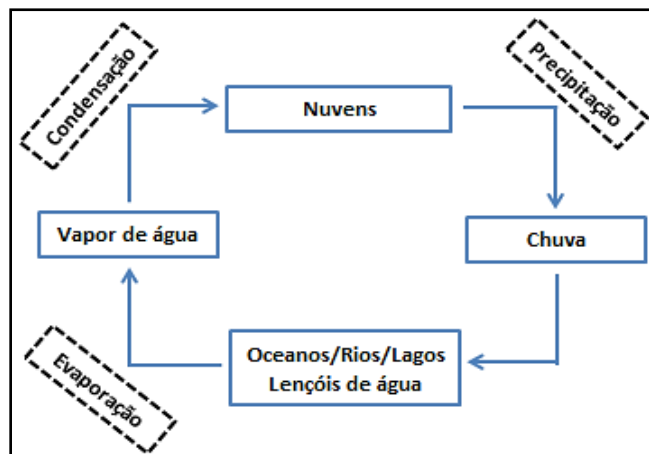 Condensação
Nuvens
Precipitação
Vapor de água
Chuva
Oceanos/Rios/Lagos
Lençóis de água
Evaporação